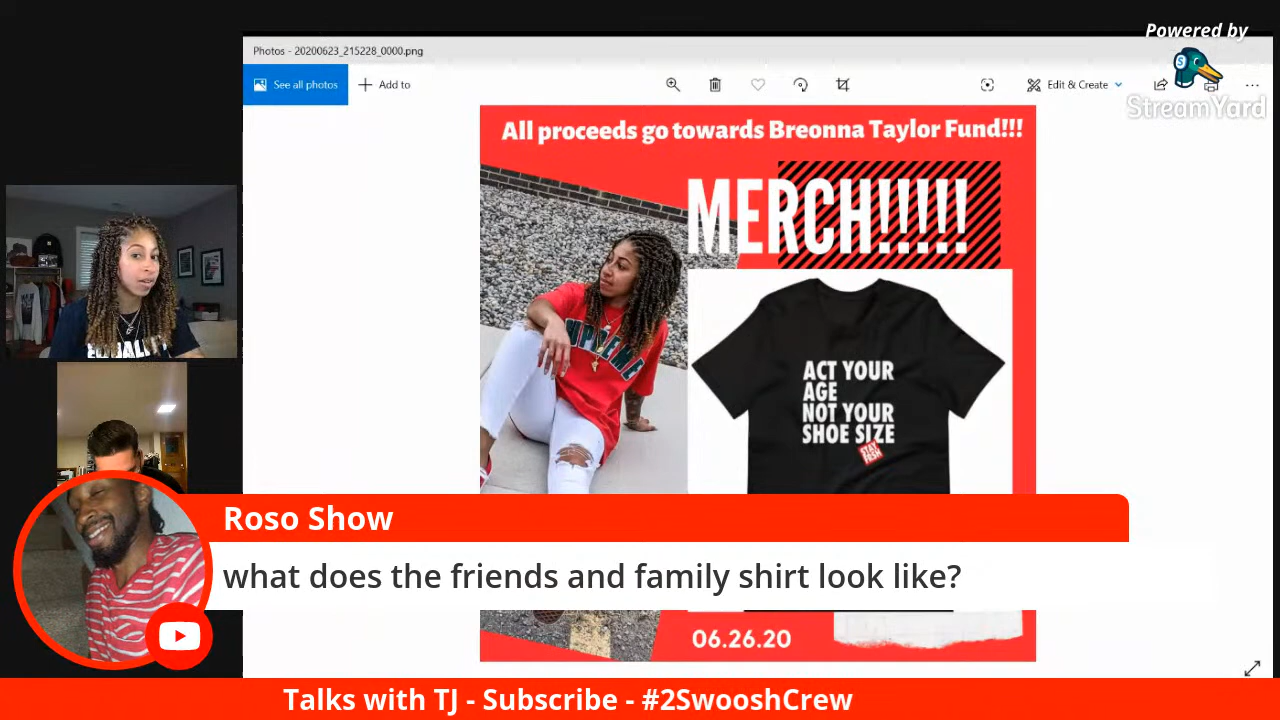 Powered by
StreamYard
Photos - 20200623_215228_0000.png
See all photos
Add to
Edit & Create
All proceeds go towards Breonna Taylor Fund!!!
MERCH!!!!!
ACT YOUR
AGE
NOT YOUR
SHOE SIZE
STAY
FRSH
06.26.20
Roso Show
what does the friends and family shirt look like?
Talks with TJ - Subscribe - #2SwooshCrew